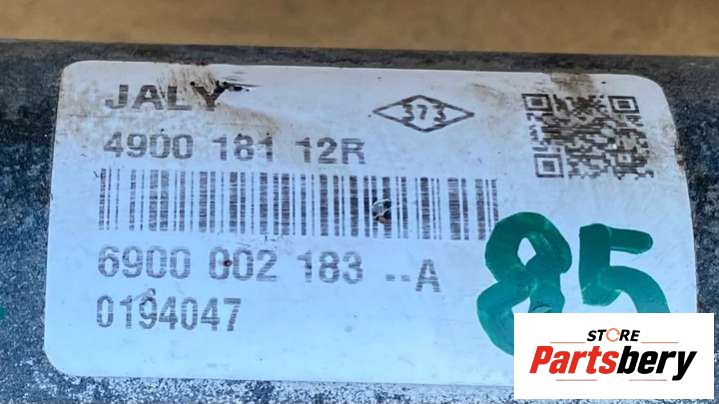 JALY
373
4900 181 12R
6900 002 183 --A
0194047
85
STORE
Partsbery